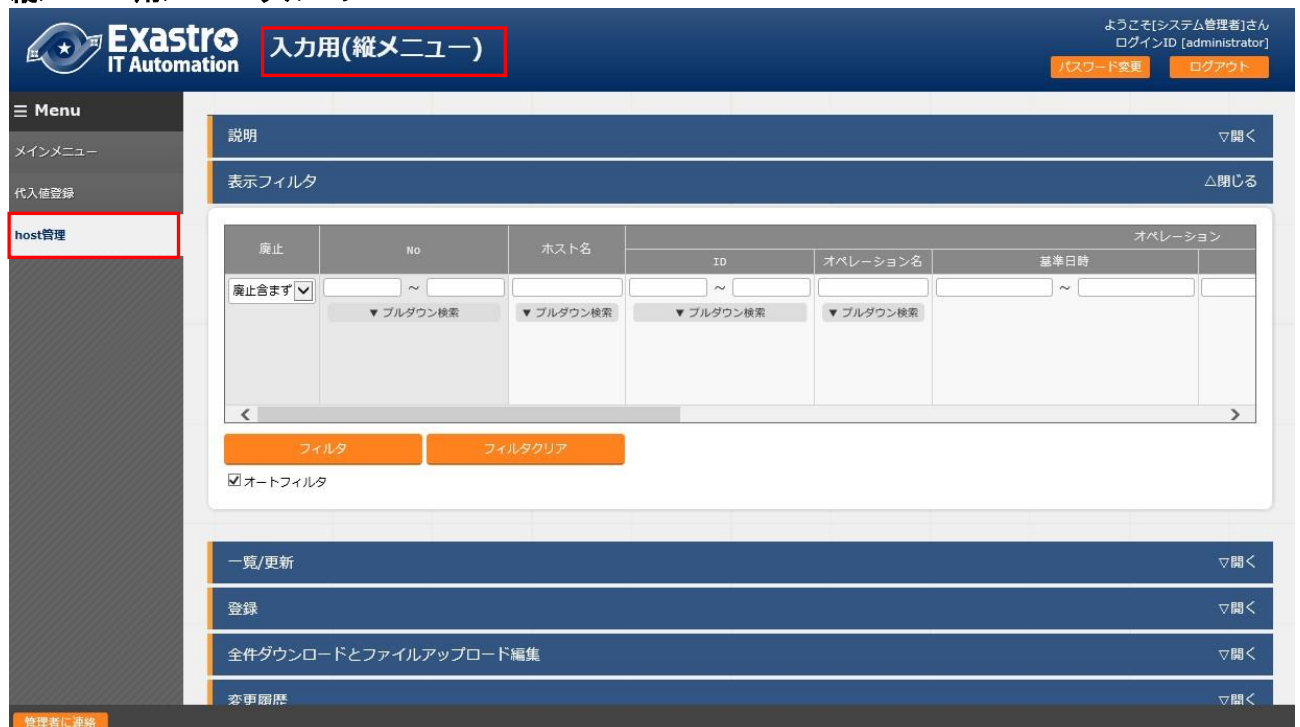 Exastro
IT Automation
入力用(縦メニュー)
ようこそ[システム管理者]さん
ログインID [administrator]
パスワード変更 ログアウト
☰ Menu
メインメニュー
代入値登録
host管理
説明 ▽開く
表示フィルタ △閉じる
廃止 No ホスト名 オペレーション
ID オペレーション名 基準日時
廃止含まず ～ ～ ～
▼ プルダウン検索 ▼ プルダウン検索 ▼ プルダウン検索 ▼ プルダウン検索
フィルタ フィルタクリア
オートフィルタ
一覧/更新 ▽開く
登録 ▽開く
全件ダウンロードとファイルアップロード編集 ▽開く
変更履歴 ▽開く
管理者に連絡